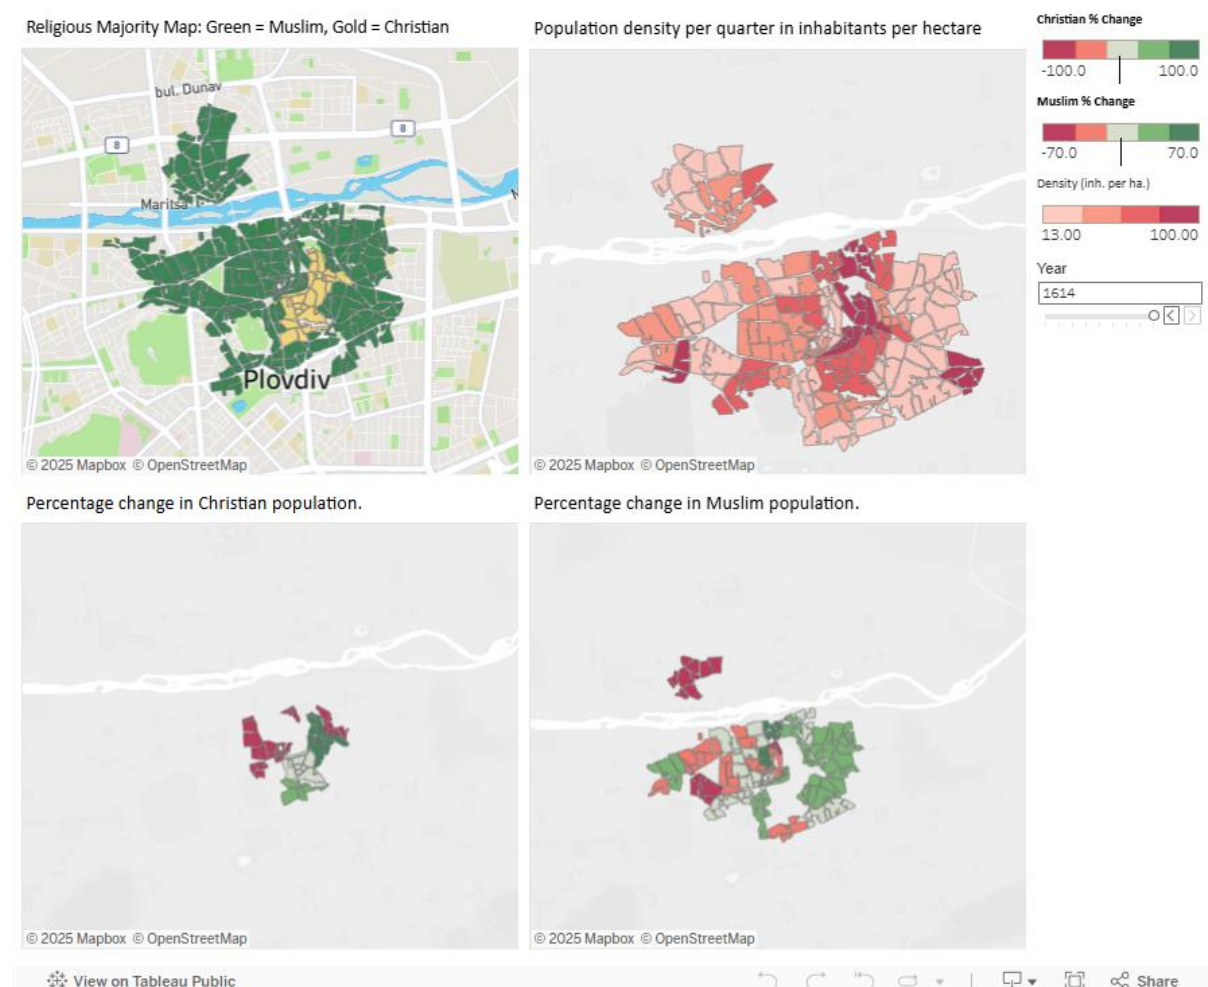 Religious Majority Map: Green = Muslim, Gold = Christian
bul. Dunav
8
8
Maritsa
Plovdiv
© 2025 Mapbox © OpenStreetMap
Population density per quarter in inhabitants per hectare
© 2025 Mapbox © OpenStreetMap
Christian % Change
-100.0 100.0
Muslim % Change
-70.0 70.0
Density (inh. per ha.)
13.00 100.00
Year
1614
Percentage change in Christian population.
© 2025 Mapbox © OpenStreetMap
Percentage change in Muslim population.
© 2025 Mapbox © OpenStreetMap
View on Tableau Public
Share